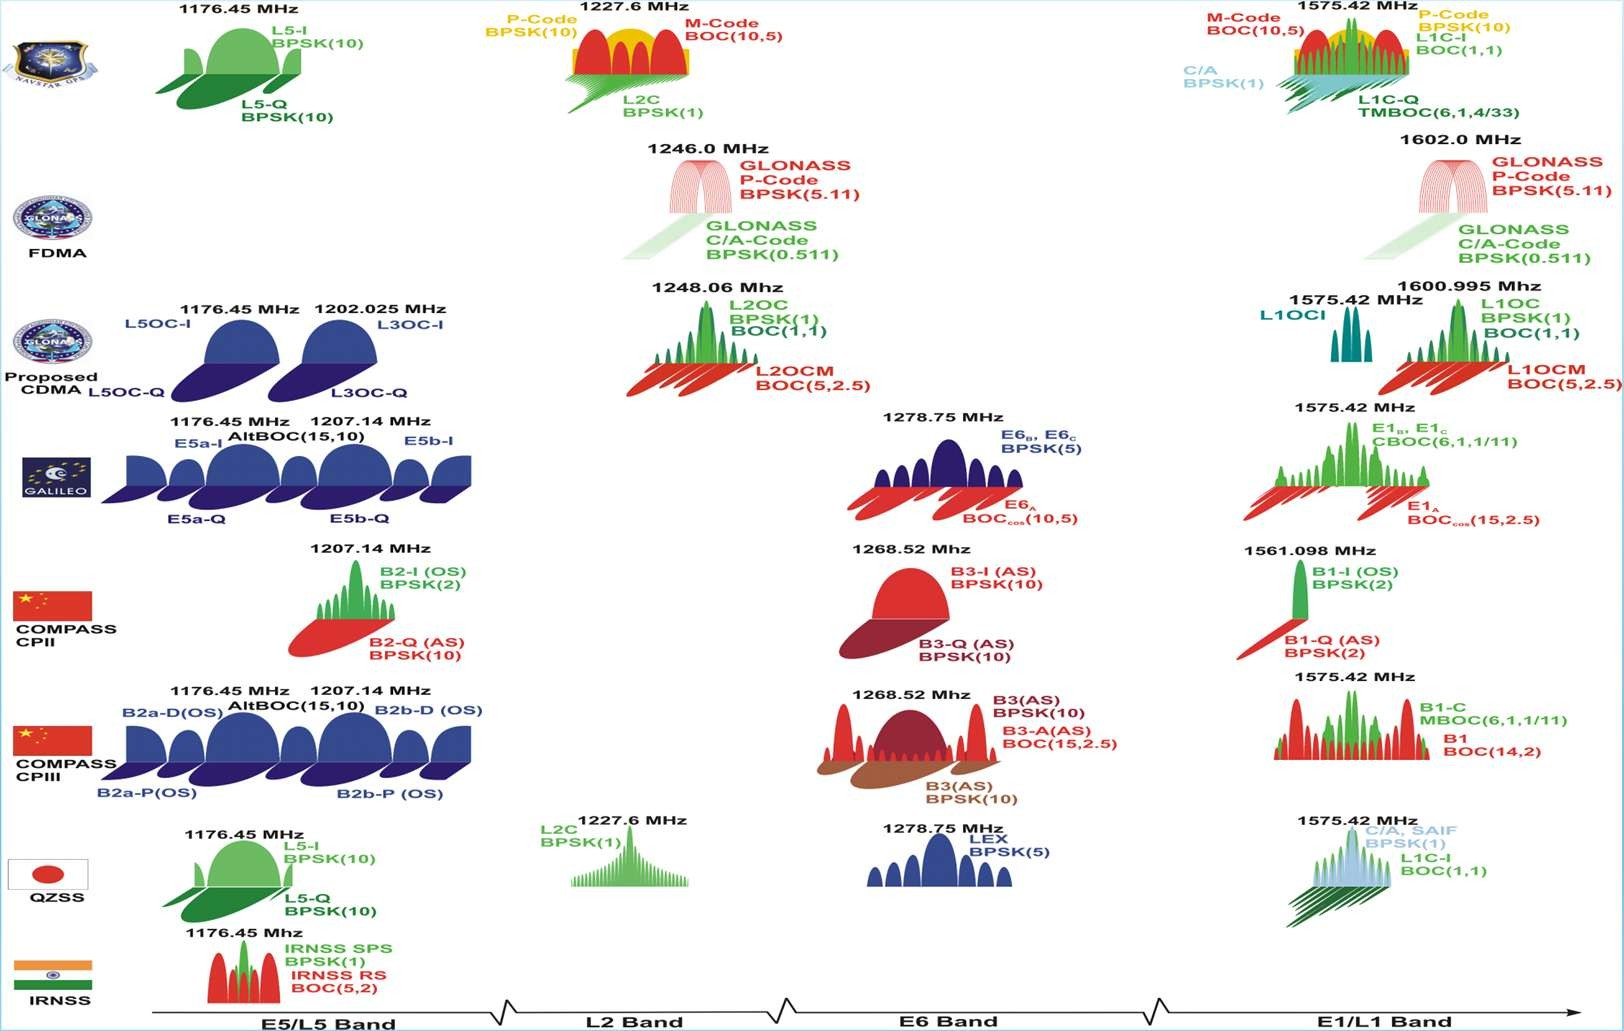 1176.45 MHz
L5-I
BPSK(10)
L5-Q
BPSK(10)
1227.6 MHz
P-Code
BPSK(10)
M-Code
BOC(10,5)
L2C
BPSK(1)
1575.42 MHz
M-Code
BOC(10,5)
P-Code
BPSK(10)
L1C-I
BOC(1,1)
C/A
BPSK(1)
L1C-Q
TMBOC(6,1,4/33)
NAVSTAR GPS
GLONASS
FDMA
1246.0 MHz
GLONASS
P-Code
BPSK(5.11)
GLONASS
C/A-Code
BPSK(0.511)
1602.0 MHz
GLONASS
P-Code
BPSK(5.11)
GLONASS
C/A-Code
BPSK(0.511)
GLONASS
Proposed
CDMA
1176.45 MHz
L5OC-I
L5OC-Q
1202.025 MHz
L3OC-I
L3OC-Q
1248.06 Mhz
L2OC
BPSK(1)
BOC(1,1)
L2OCM
BOC(5,2.5)
1575.42 MHz
L1OCI
1600.995 MHz
L1OC
BPSK(1)
BOC(1,1)
L1OCM
BOC(5,2.5)
GALILEO
1176.45 MHz
1207.14 MHz
AltBOC(15,10)
E5a-I
E5b-I
E5a-Q
E5b-Q
1278.75 MHz
E6B, E6C
BPSK(5)
E6A
BOCcos(10,5)
1575.42 MHz
E1B, E1C
CBOC(6,1,1/11)
E1A
BOCcos(15,2.5)
COMPASS
CPII
1207.14 MHz
B2-I (OS)
BPSK(2)
B2-Q (AS)
BPSK(10)
1268.52 Mhz
B3-I (AS)
BPSK(10)
B3-Q (AS)
BPSK(10)
1561.098 MHz
B1-I (OS)
BPSK(2)
B1-Q (AS)
BPSK(2)
COMPASS
CPIII
1176.45 MHz
1207.14 MHz
AltBOC(15,10)
B2a-D(OS)
B2b-D (OS)
B2a-P(OS)
B2b-P (OS)
1268.52 Mhz
B3(AS)
BPSK(10)
B3-A(AS)
BOC(15,2.5)
B3(AS)
BPSK(10)
1575.42 MHz
B1-C
MBOC(6,1,1/11)
B1
BOC(14,2)
QZSS
1176.45 MHz
L5-I
BPSK(10)
L5-Q
BPSK(10)
1227.6 MHz
L2C
BPSK(1)
1278.75 MHz
LEX
BPSK(5)
1575.42 MHz
C/A, SAIF
BPSK(1)
L1C-I
BOC(1,1)
IRNSS
1176.45 Mhz
IRNSS SPS
BPSK(1)
IRNSS RS
BOC(5,2)
E5/L5 Band
L2 Band
E6 Band
E1/L1 Band